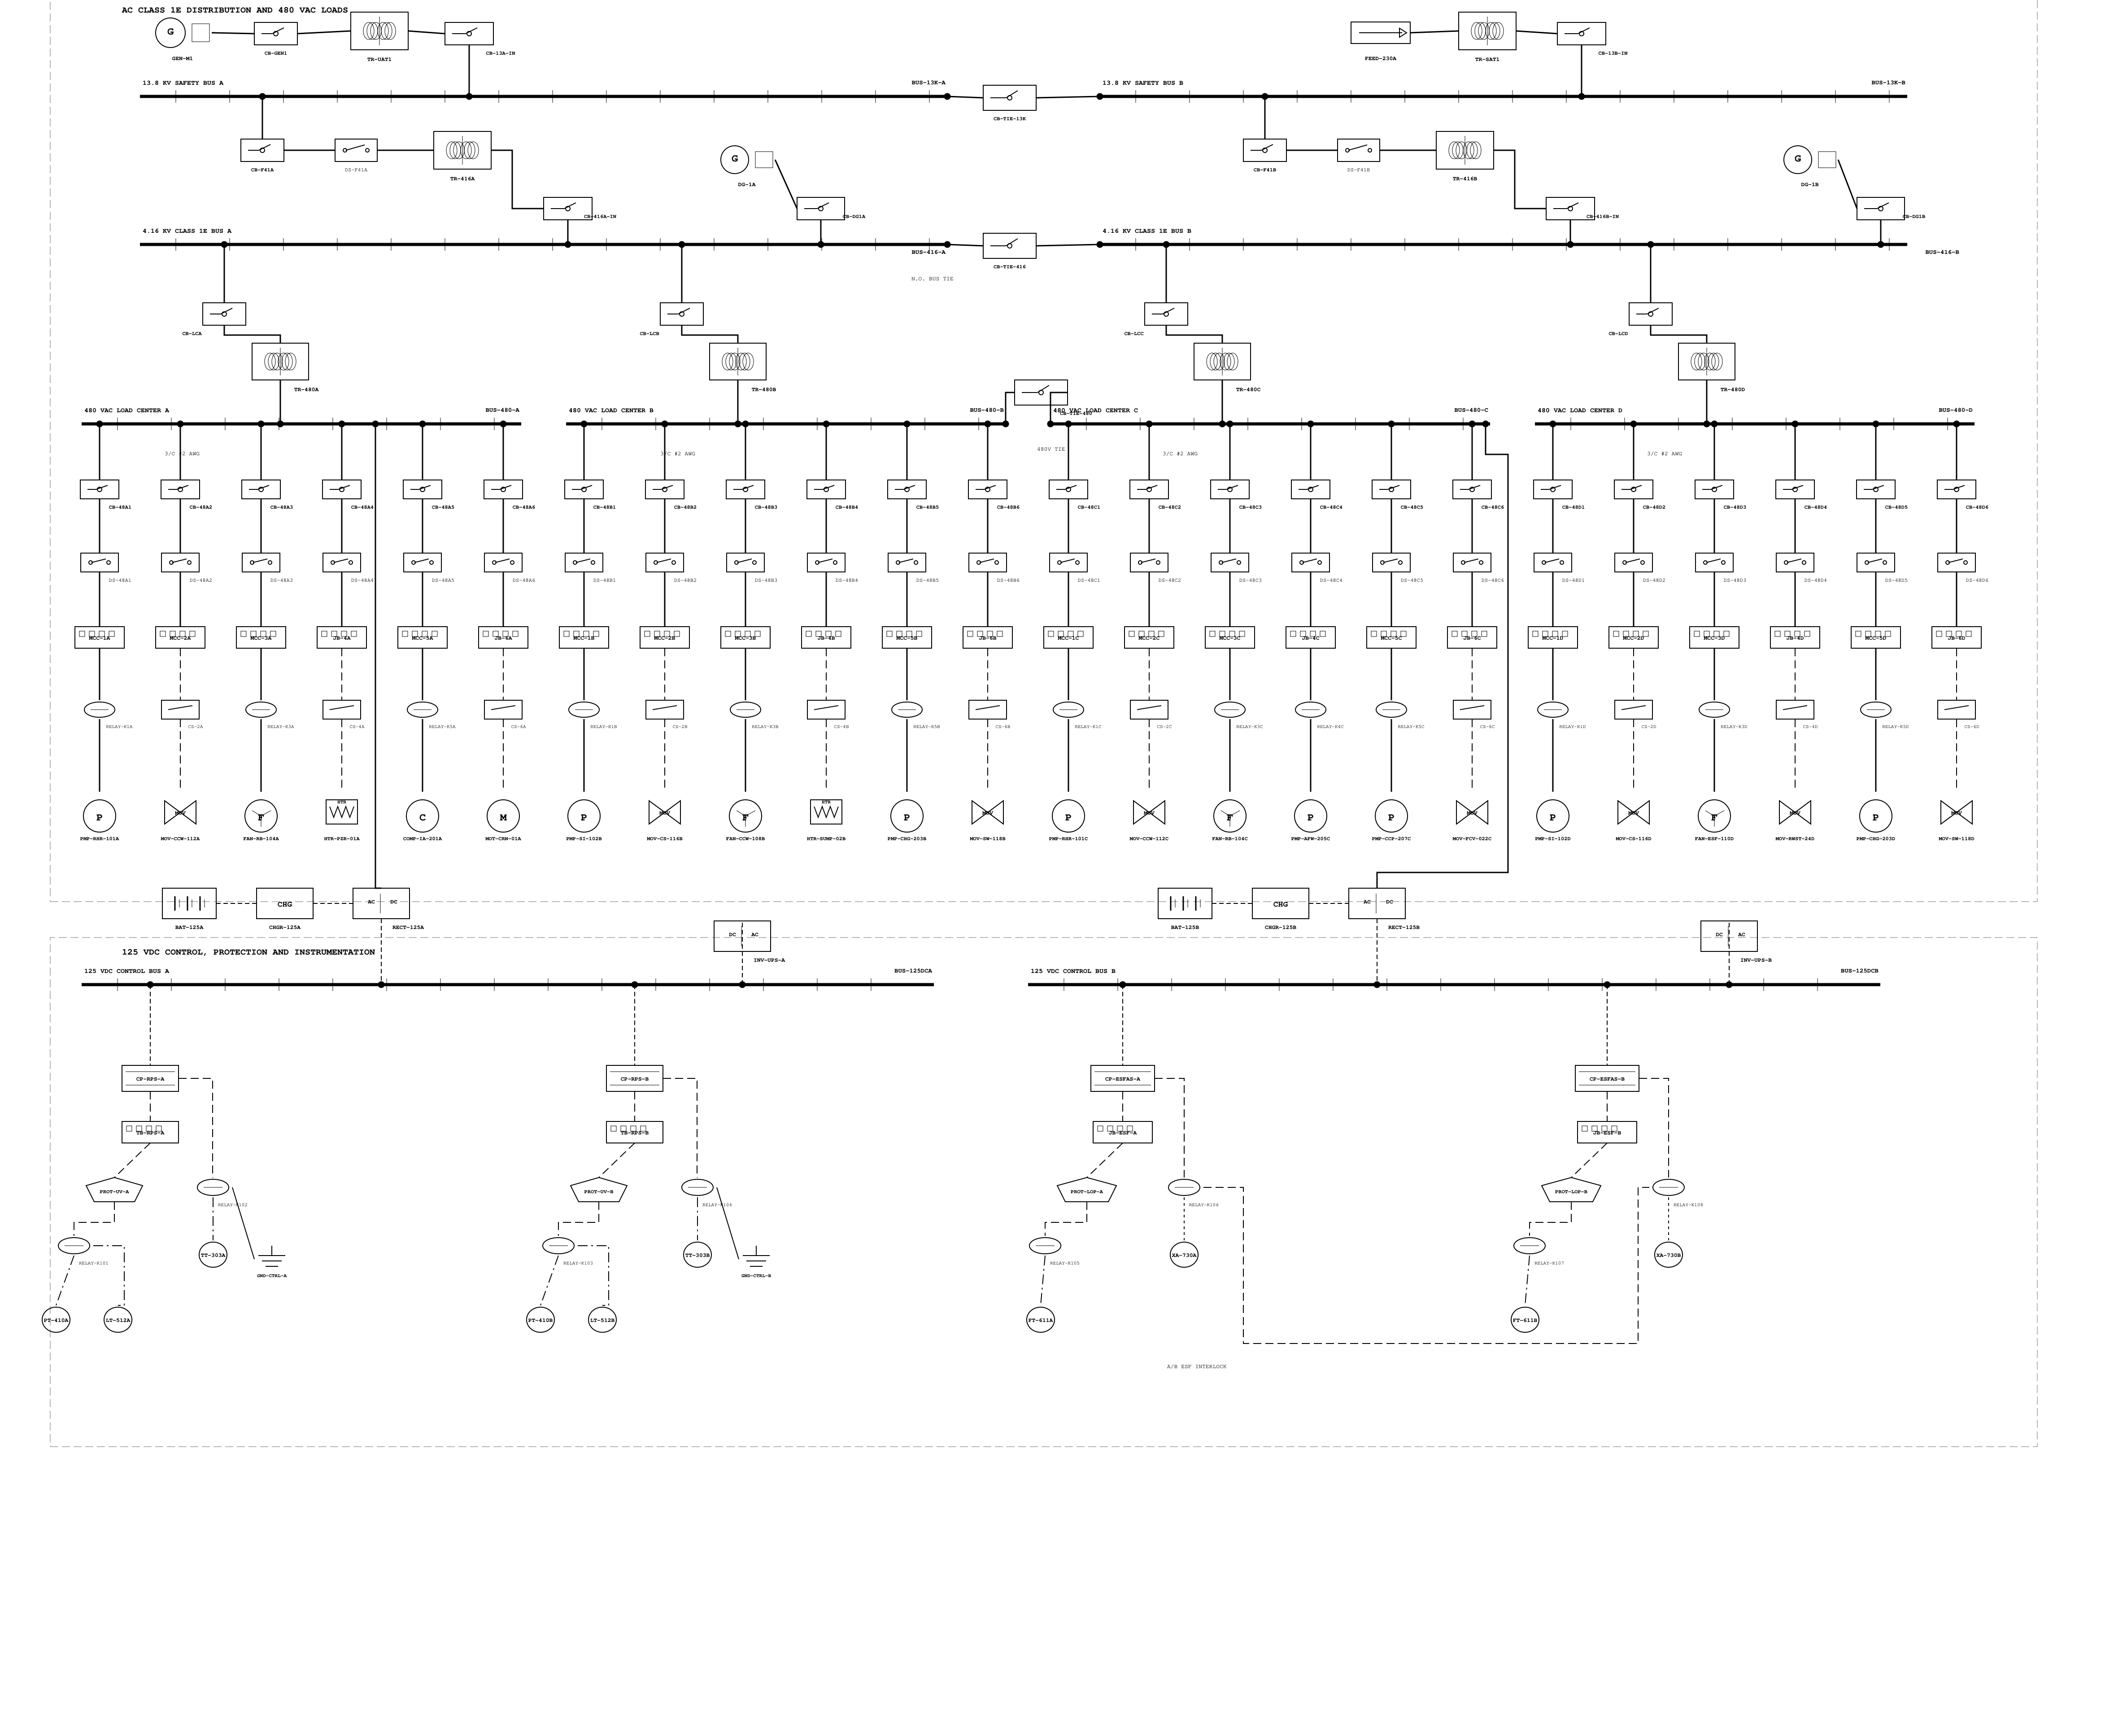 AC CLASS 1E DISTRIBUTION AND 480 VAC LOADS
G
GEN-M1
CB-GEN1
TR-UAT1
CB-13A-IN
FEED-230A
TR-SAT1
CB-13B-IN
13.8 KV SAFETY BUS A
BUS-13K-A
CB-TIE-13K
13.8 KV SAFETY BUS B
BUS-13K-B
CB-F41A
DS-F41A
TR-416A
CB-416A-IN
G
DG-1A
CB-DG1A
CB-F41B
DS-F41B
TR-416B
CB-416B-IN
G
DG-1B
CB-DG1B
4.16 KV CLASS 1E BUS A
BUS-416-A
CB-TIE-416
N.O. BUS TIE
4.16 KV CLASS 1E BUS B
BUS-416-B
CB-LCA
CB-LCB
CB-LCC
CB-LCD
TR-480A
TR-480B
TR-480C
TR-480D
480 VAC LOAD CENTER A
BUS-480-A
480 VAC LOAD CENTER B
BUS-480-B
CB-TIE-480
480 VAC LOAD CENTER C
BUS-480-C
480 VAC LOAD CENTER D
BUS-480-D
3/C #2 AWG
3/C #2 AWG
480V TIE
3/C #2 AWG
3/C #2 AWG
CB-48A1
CB-48A2
CB-48A3
CB-48A4
CB-48A5
CB-48A6
CB-48B1
CB-48B2
CB-48B3
CB-48B4
CB-48B5
CB-48B6
CB-48C1
CB-48C2
CB-48C3
CB-48C4
CB-48C5
CB-48C6
CB-48D1
CB-48D2
CB-48D3
CB-48D4
CB-48D5
CB-48D6
DS-48A1
DS-48A2
DS-48A3
DS-48A4
DS-48A5
DS-48A6
DS-48B1
DS-48B2
DS-48B3
DS-48B4
DS-48B5
DS-48B6
DS-48C1
DS-48C2
DS-48C3
DS-48C4
DS-48C5
DS-48C6
DS-48D1
DS-48D2
DS-48D3
DS-48D4
DS-48D5
DS-48D6
MCC-1A
MCC-2A
MCC-3A
JB-4A
MCC-5A
JB-6A
MCC-1B
MCC-2B
MCC-3B
JB-4B
MCC-5B
JB-6B
MCC-1C
MCC-2C
MCC-3C
JB-4C
MCC-5C
JB-6C
MCC-1D
MCC-2D
MCC-3D
JB-4D
MCC-5D
JB-6D
RELAY-K1A
CS-2A
RELAY-K3A
CS-4A
RELAY-K5A
CS-6A
RELAY-K1B
CS-2B
RELAY-K3B
CS-4B
RELAY-K5B
CS-6B
RELAY-K1C
CS-2C
RELAY-K3C
RELAY-K4C
RELAY-K5C
CS-6C
RELAY-K1D
CS-2D
RELAY-K3D
CS-4D
RELAY-K5D
CS-6D
P
MOV
F
HTR
C
M
P
MOV
F
HTR
P
MOV
P
MOV
F
P
P
MOV
P
MOV
F
MOV
P
MOV
PMP-RHR-101A
MOV-CCW-112A
FAN-RB-104A
HTR-PZR-01A
COMP-IA-201A
MOT-CRN-01A
PMP-SI-102B
MOV-CS-116B
FAN-CCW-108B
HTR-SUMP-02B
PMP-CHG-203B
MOV-SW-118B
PMP-RHR-101C
MOV-CCW-112C
FAN-RB-104C
PMP-AFW-205C
PMP-CCP-207C
MOV-FCV-022C
PMP-SI-102D
MOV-CS-116D
FAN-ESF-110D
MOV-RWST-24D
PMP-CHG-203D
MOV-SW-118D
CHG
AC DC
BAT-125A
CHGR-125A
RECT-125A
DC AC
INV-UPS-A
CHG
AC DC
BAT-125B
CHGR-125B
RECT-125B
DC AC
INV-UPS-B
125 VDC CONTROL, PROTECTION AND INSTRUMENTATION
125 VDC CONTROL BUS A
BUS-125DCA
125 VDC CONTROL BUS B
BUS-125DCB
CP-RPS-A
CP-RPS-B
CP-ESFAS-A
CP-ESFAS-B
TB-RPS-A
TB-RPS-B
JB-ESF-A
JB-ESF-B
PROT-UV-A
RELAY-K102
PROT-UV-B
RELAY-K104
PROT-LOP-A
RELAY-K106
PROT-LOP-B
RELAY-K108
RELAY-K101
TT-303A
GND-CTRL-A
RELAY-K103
TT-303B
GND-CTRL-B
RELAY-K105
XA-730A
RELAY-K107
XA-730B
PT-410A
LT-512A
PT-410B
LT-512B
FT-611A
FT-611B
A/B ESF INTERLOCK